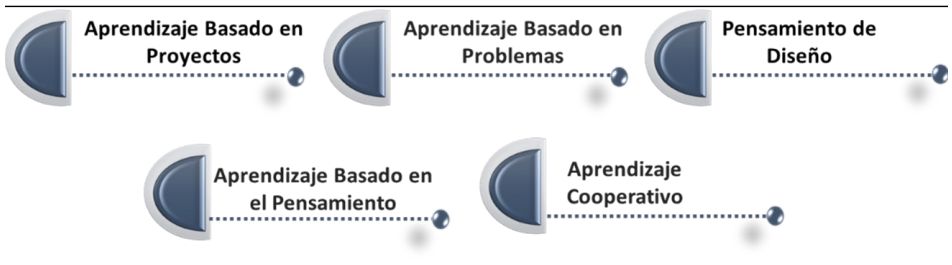 Aprendizaje Basado en
Proyectos
Aprendizaje Basado en
Problemas
Pensamiento de
Diseño
Aprendizaje Basado en
el Pensamiento
Aprendizaje
Cooperativo